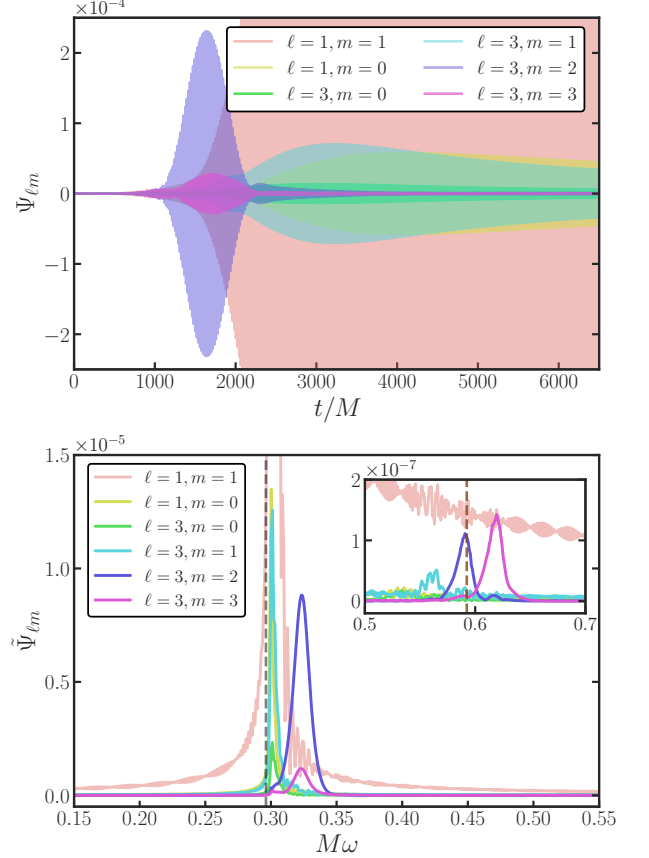 ×10⁻⁴
ℓ = 1, m = 1
ℓ = 1, m = 0
ℓ = 3, m = 0
ℓ = 3, m = 1
ℓ = 3, m = 2
ℓ = 3, m = 3
2
1
0
−1
−2
Ψℓm
0 1000 2000 3000 4000 5000 6000
t/M
×10⁻⁵
ℓ = 1, m = 1
ℓ = 1, m = 0
ℓ = 3, m = 0
ℓ = 3, m = 1
ℓ = 3, m = 2
ℓ = 3, m = 3
×10⁻⁷
2
1
0
0.5 0.6 0.7
1.5
1.0
0.5
0.0
Ψ̃ℓm
0.15 0.20 0.25 0.30 0.35 0.40 0.45 0.50 0.55
Mω